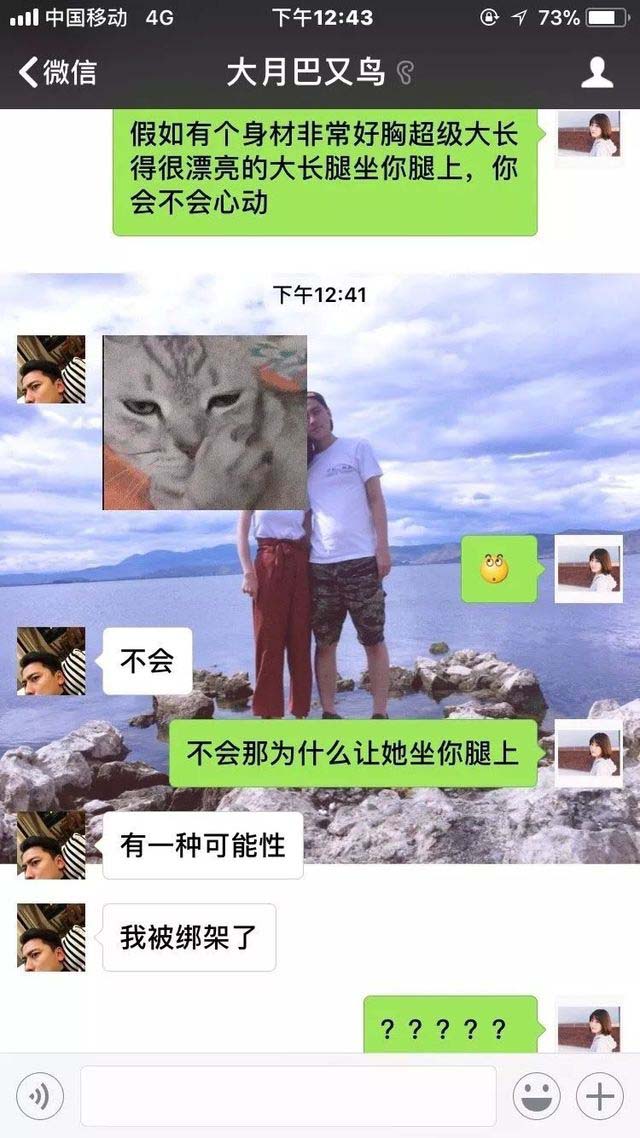 中国移动 4G 下午12:43 73%
微信 大月巴又鸟
假如有个身材非常好胸超级大长
得很漂亮的大长腿坐你腿上，你
会不会心动
下午12:41
不会
不会那为什么让她坐你腿上
有一种可能性
我被绑架了
？？？？？